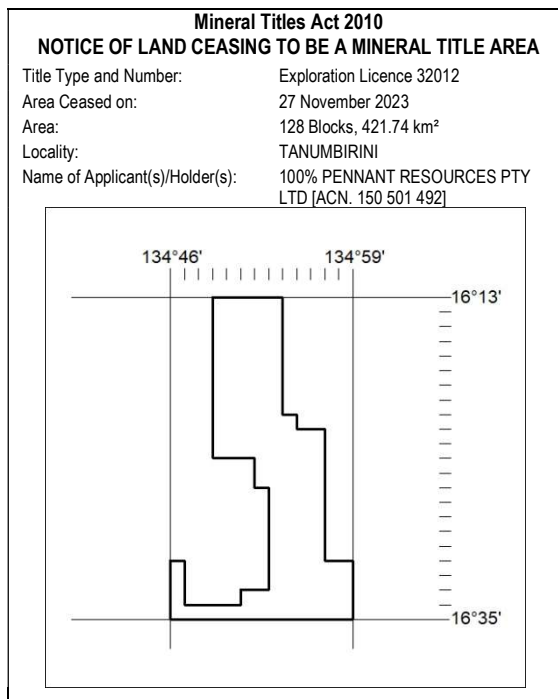 Mineral Titles Act 2010
NOTICE OF LAND CEASING TO BE A MINERAL TITLE AREA
Title Type and Number: Exploration Licence 32012
Area Ceased on: 27 November 2023
Area: 128 Blocks, 421.74 km²
Locality: TANUMBIRINI
Name of Applicant(s)/Holder(s): 100% PENNANT RESOURCES PTY
LTD [ACN. 150 501 492]
134°46' 134°59'
16°13'
16°35'